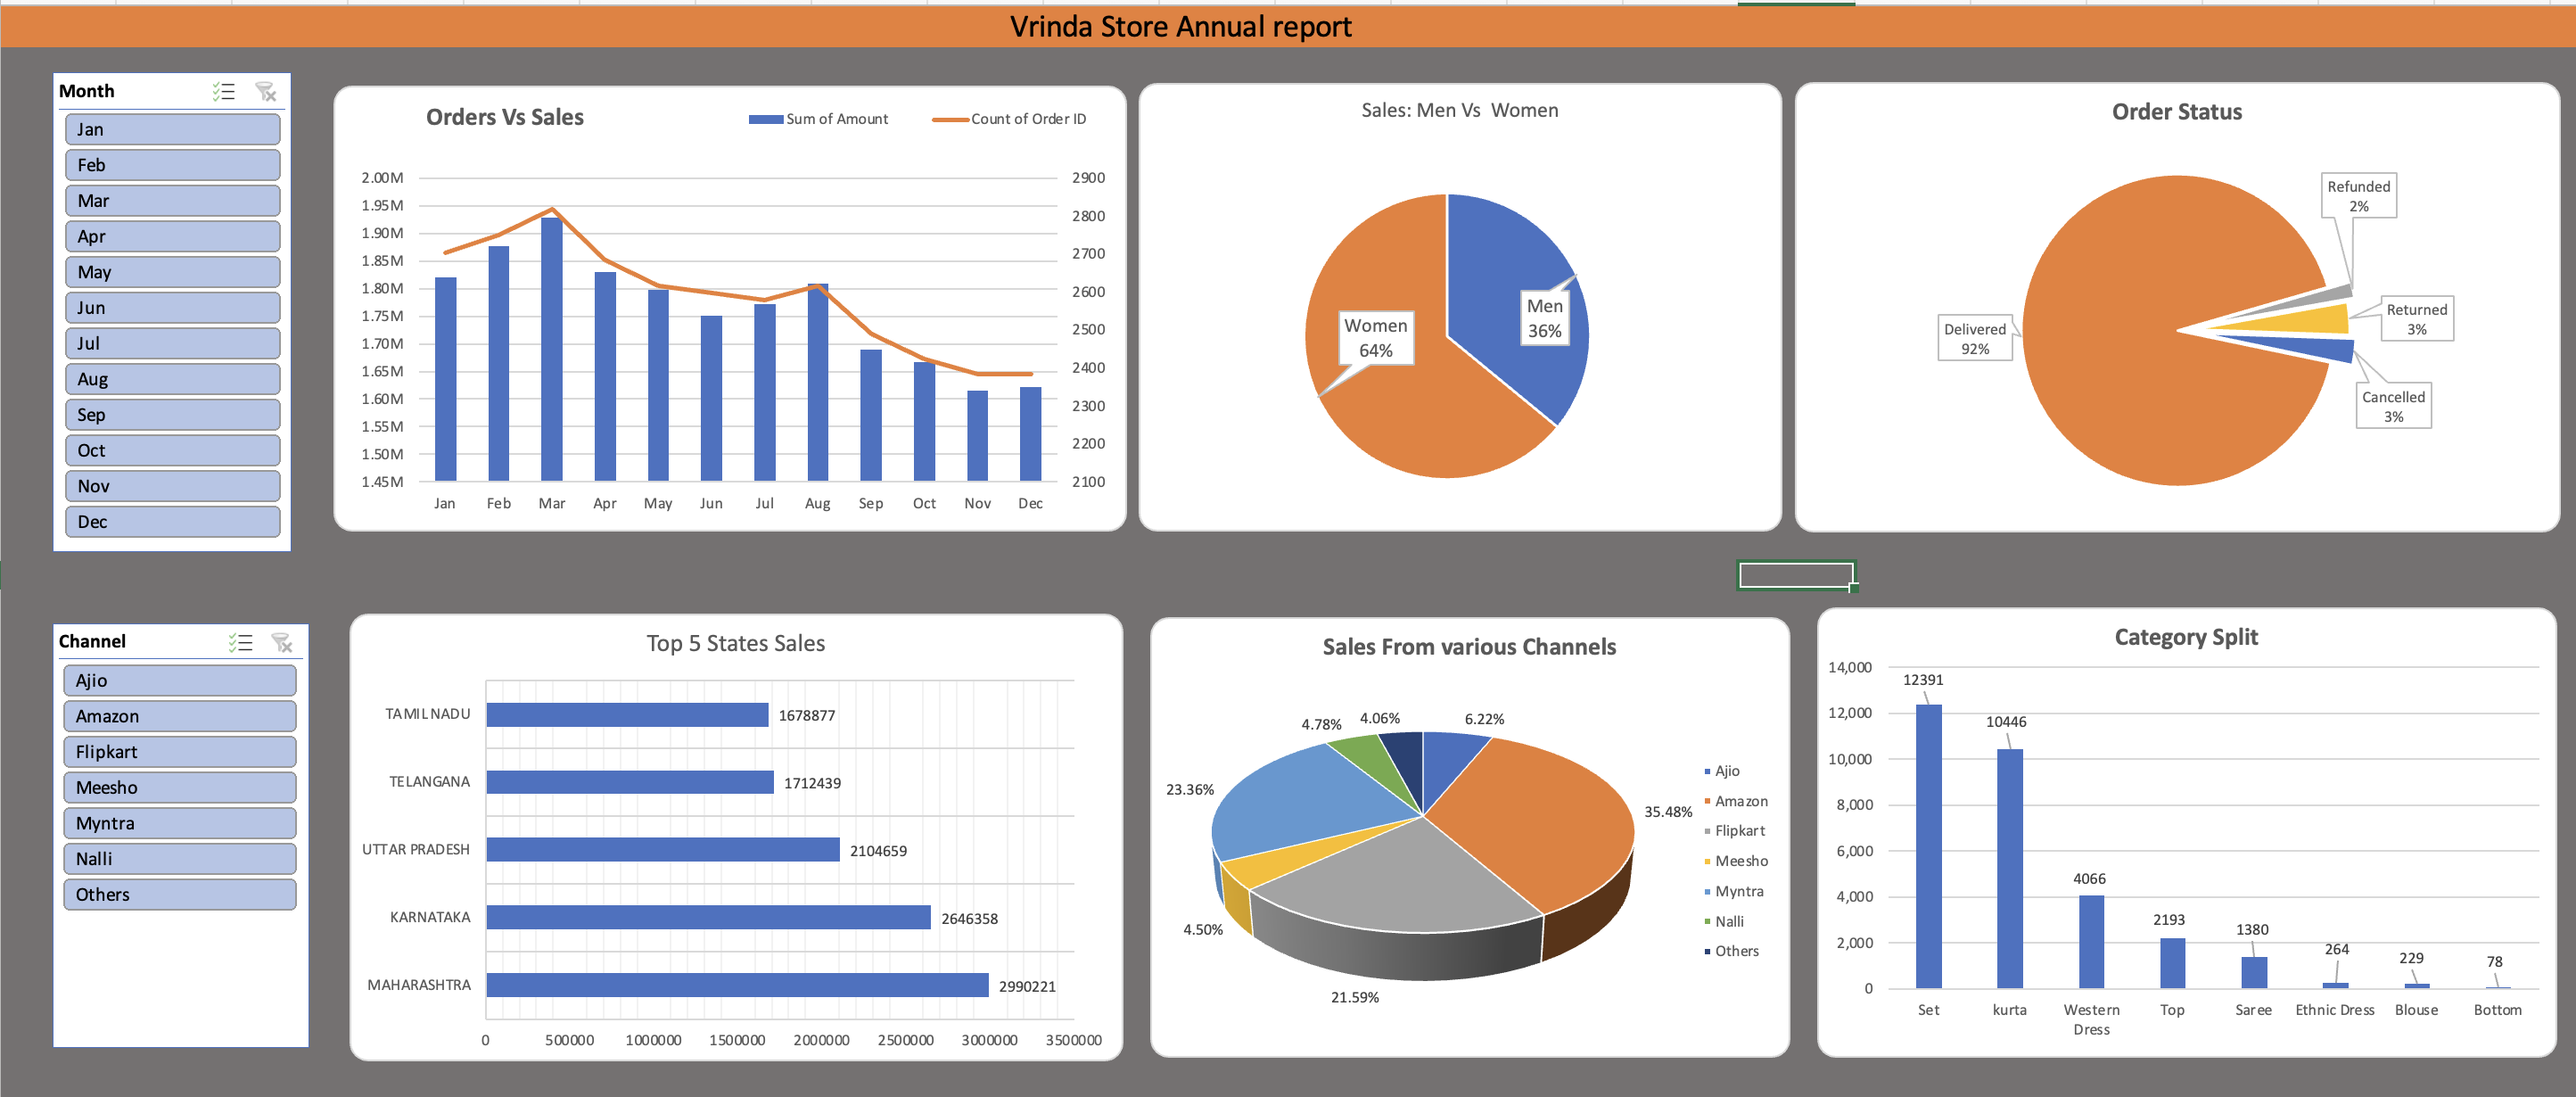 Vrinda Store Annual report
Month
Jan
Feb
Mar
Apr
May
Jun
Jul
Aug
Sep
Oct
Nov
Dec
Orders Vs Sales
Sum of Amount
Count of Order ID
2.00M
1.95M
1.90M
1.85M
1.80M
1.75M
1.70M
1.65M
1.60M
1.55M
1.50M
1.45M
2900
2800
2700
2600
2500
2400
2300
2200
2100
Jan Feb Mar Apr May Jun Jul Aug Sep Oct Nov Dec
Sales: Men Vs Women
Women
64%
Men
36%
Order Status
Refunded
2%
Returned
3%
Delivered
92%
Cancelled
3%
Channel
Ajio
Amazon
Flipkart
Meesho
Myntra
Nalli
Others
Top 5 States Sales
TAMIL NADU 1678877
TELANGANA 1712439
UTTAR PRADESH 2104659
KARNATAKA 2646358
MAHARASHTRA 2990221
0 500000 1000000 1500000 2000000 2500000 3000000 3500000
Sales From various Channels
4.78%
4.06%
6.22%
23.36%
35.48%
4.50%
21.59%
Ajio
Amazon
Flipkart
Meesho
Myntra
Nalli
Others
Category Split
14,000
12,000
10,000
8,000
6,000
4,000
2,000
0
12391
10446
4066
2193
1380
264
229
78
Set
kurta
Western
Dress
Top
Saree
Ethnic Dress
Blouse
Bottom